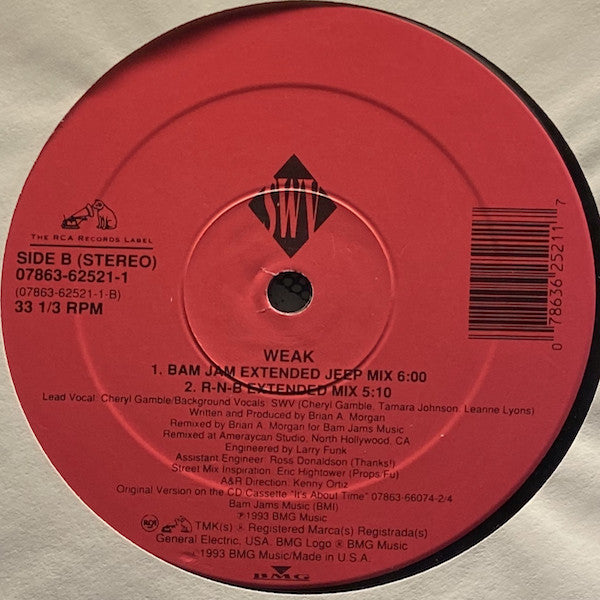 SWV
THE RCA RECORDS LABEL
SIDE B (STEREO)
07863-62521-1
(07863-62521-1-B)
33 1/3 RPM
0 78636 25211 7
WEAK
1. BAM JAM EXTENDED JEEP MIX 6:00
2. R-N-B EXTENDED MIX 5:10
Lead Vocal: Cheryl Gamble/Background Vocals: SWV (Cheryl Gamble, Tamara Johnson, Leanne Lyons)
Written and Produced by Brian A. Morgan
Remixed by Brian A. Morgan for Bam Jams Music
Remixed at Ameraycan Studio, North Hollywood, CA
Engineered by Larry Funk
Assistant Engineer: Ross Donaldson (Thanks!)
Street Mix Inspiration: Eric Hightower (Props/Fu)
A&R Direction: Kenny Ortiz
Original Version on the CD Cassette "It's About Time" 07863-66074-2/4
Bam Jams Music (BMI)
℗1993 BMG Music
RCA TMK(s) ® Registered Marca(s) Registrada(s)
General Electric, USA. BMG Logo ® BMG Music
©1993 BMG Music/Made in U.S.A.
BMG